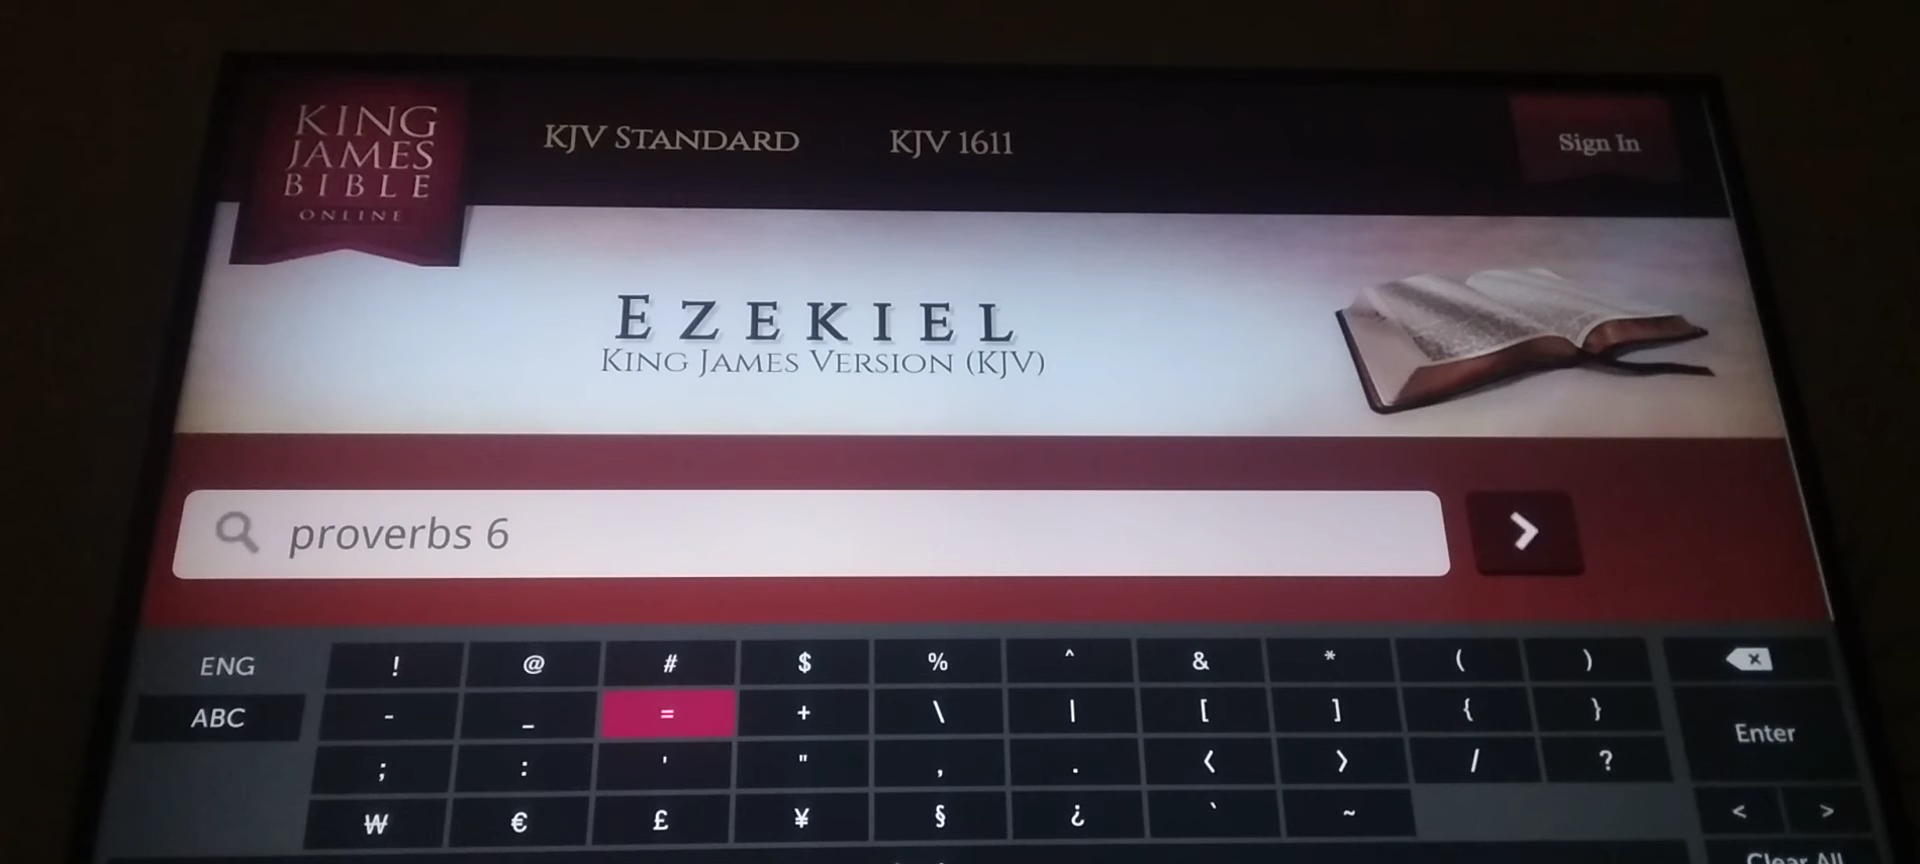 KING
JAMES
BIBLE
ONLINE
KJV STANDARD
KJV 1611
Sign In
EZEKIEL
KING JAMES VERSION (KJV)
proverbs 6
ENG ! @ # $ % ^ & * ( )
ABC - _ = + \ | [ ] { } Enter
; : ' " , . < > / ?
₩ € £ ¥ § ¿ ` ~ < >
Clear All